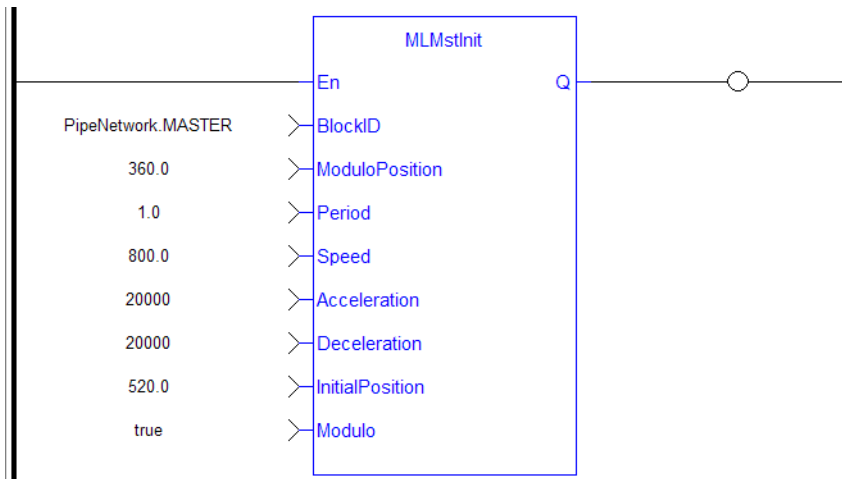 MLMstInit
En Q
PipeNetwork.MASTER BlockID
360.0 ModuloPosition
1.0 Period
800.0 Speed
20000 Acceleration
20000 Deceleration
520.0 InitialPosition
true Modulo